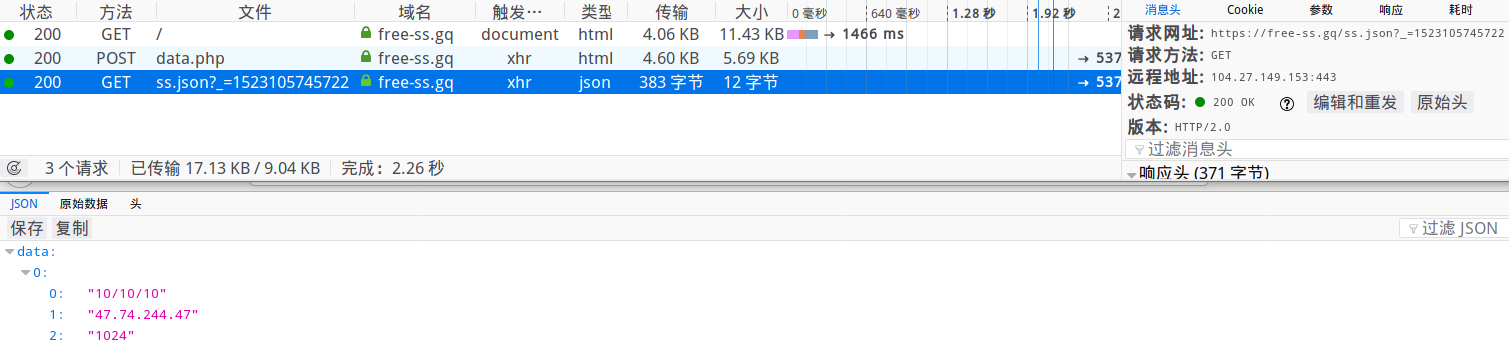 状态 方法 文件 域名 触发… 类型 传输 大小 0 毫秒 640 毫秒 1.28 秒 1.92 秒 2
200 GET / free-ss.gq document html 4.06 KB 11.43 KB → 1466 ms
200 POST data.php free-ss.gq xhr html 4.60 KB 5.69 KB → 537
200 GET ss.json?_=1523105745722 free-ss.gq xhr json 383 字节 12 字节 → 537
3 个请求 已传输 17.13 KB / 9.04 KB 完成：2.26 秒
消息头 Cookie 参数 响应 耗时
请求网址: https://free-ss.gq/ss.json?_=1523105745722
请求方法: GET
远程地址: 104.27.149.153:443
状态码: 200 OK ? 编辑和重发 原始头
版本: HTTP/2.0
过滤消息头
响应头 (371 字节)
JSON 原始数据 头
保存 复制 过滤 JSON
data:
0:
0: "10/10/10"
1: "47.74.244.47"
2: "1024"